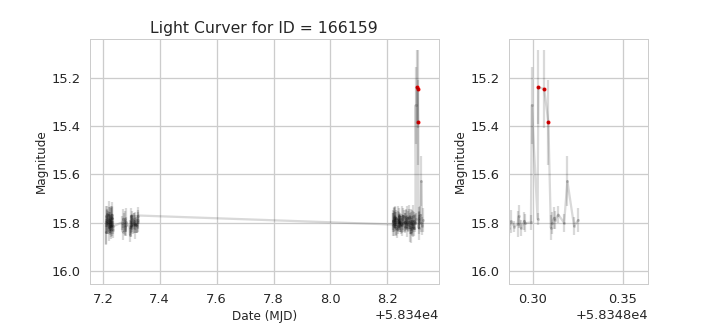 Light Curver for ID = 166159
Magnitude
15.2
15.4
15.6
15.8
16.0
7.2 7.4 7.6 7.8 8.0 8.2
Date (MJD)
+5.834e4
Magnitude
15.2
15.4
15.6
15.8
16.0
0.30 0.35
+5.8348e4